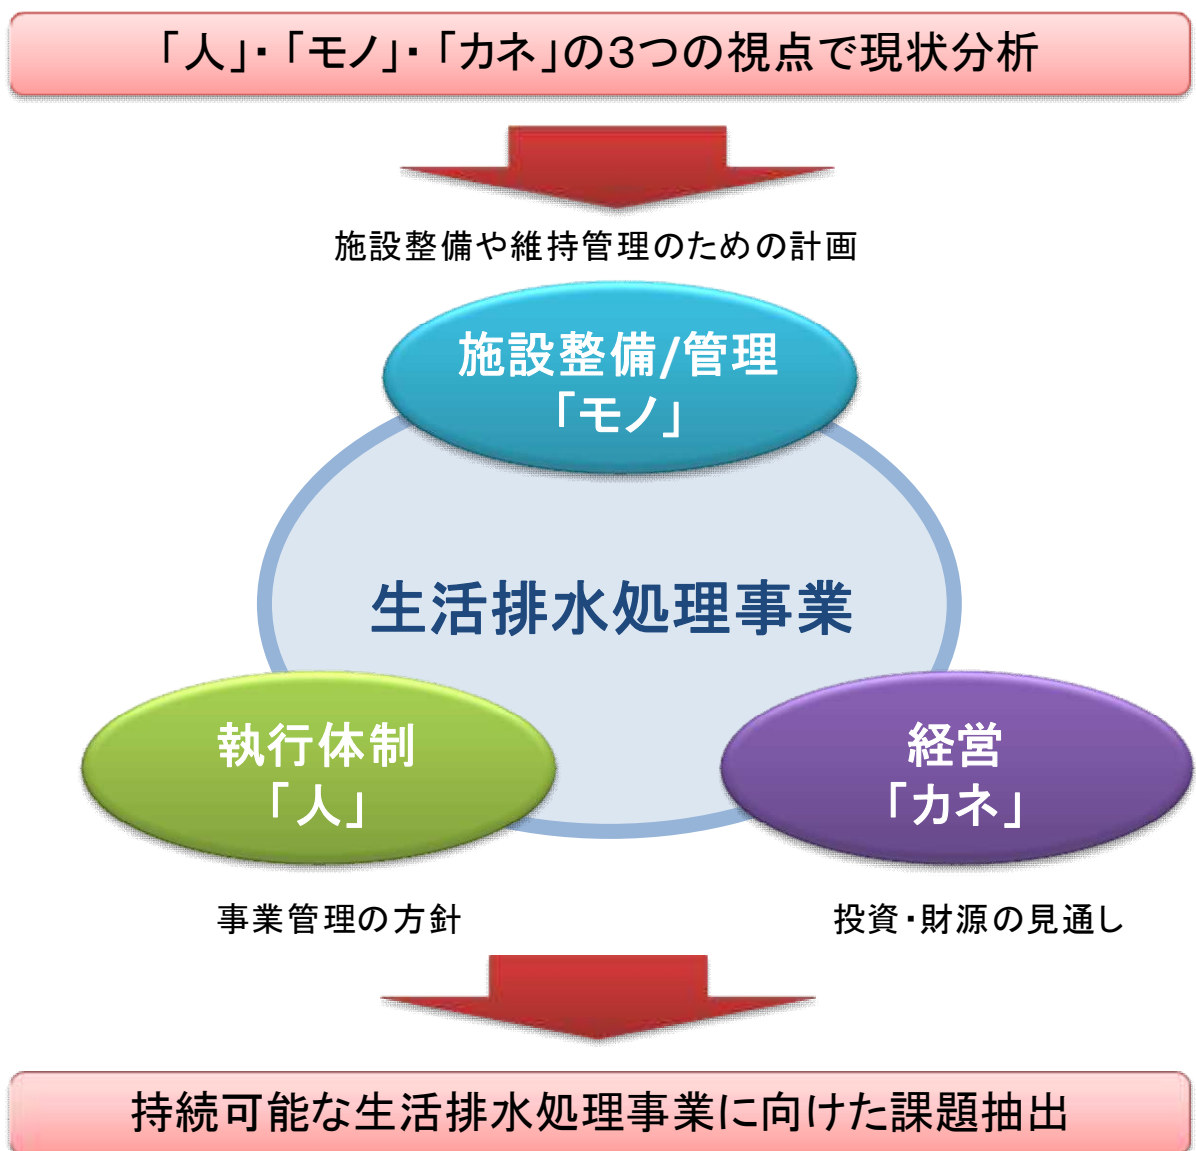 「人」・「モノ」・「カネ」の３つの視点で現状分析
施設整備や維持管理のための計画
施設整備/管理
「モノ」
生活排水処理事業
執行体制
「人」
経営
「カネ」
事業管理の方針
投資・財源の見通し
持続可能な生活排水処理事業に向けた課題抽出